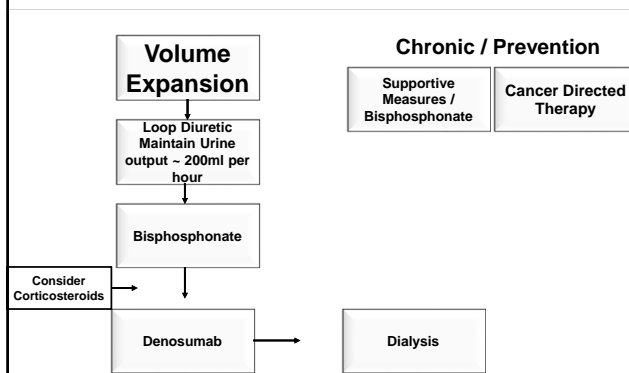 Volume
Expansion
Loop Diuretic
Maintain Urine
output ~ 200ml per
hour
Bisphosphonate
Consider
Corticosteroids
Denosumab
Dialysis
Chronic / Prevention
Supportive
Measures /
Bisphosphonate
Cancer Directed
Therapy